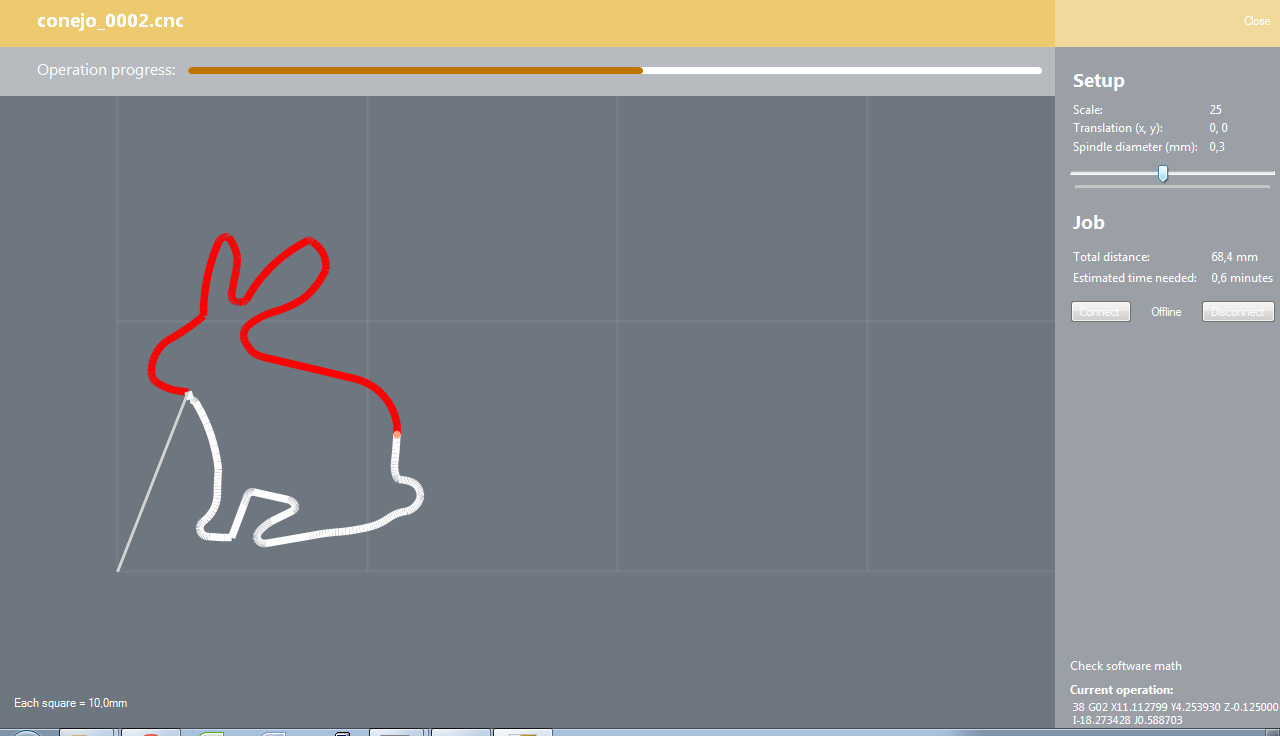 conejo_0002.cnc
Close
Operation progress:
Setup
Scale: 25
Translation (x, y): 0, 0
Spindle diameter (mm): 0,3
Job
Total distance: 68,4 mm
Estimated time needed: 0,6 minutes
Connect Offline Disconnect
Check software math
Current operation:
38 G02 X11.112799 Y4.253930 Z-0.125000
I-18.273428 J0.588703
Each square = 10,0mm